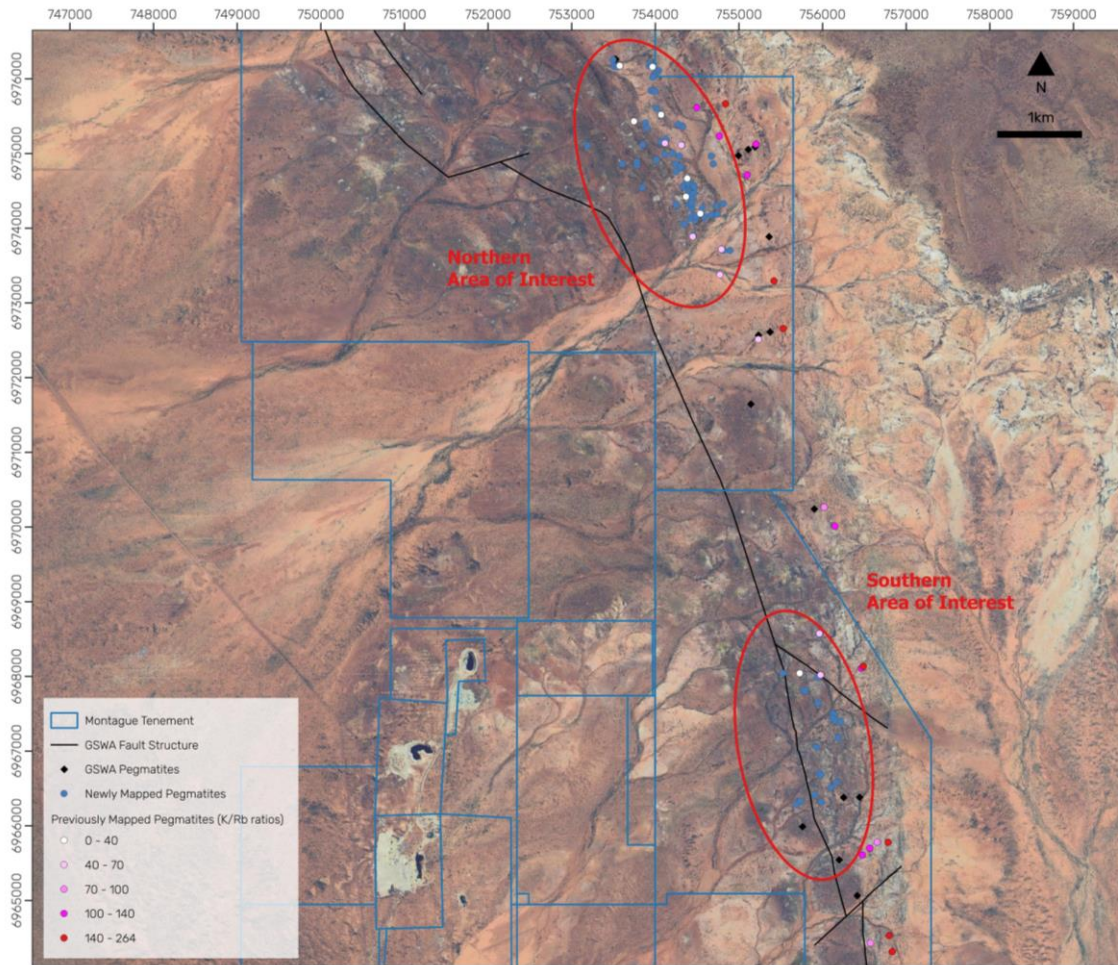 747000 748000 749000 750000 751000 752000 753000 754000 755000 756000 757000 758000 759000
6976000
6975000
6974000
6973000
6972000
6971000
6970000
6969000
6968000
6967000
6966000
6965000
N
1km
Northern
Area of Interest
Southern
Area of Interest
Montague Tenement
GSWA Fault Structure
GSWA Pegmatites
Newly Mapped Pegmatites
Previously Mapped Pegmatites (K/Rb ratios)
0 - 40
40 - 70
70 - 100
100 - 140
140 - 264